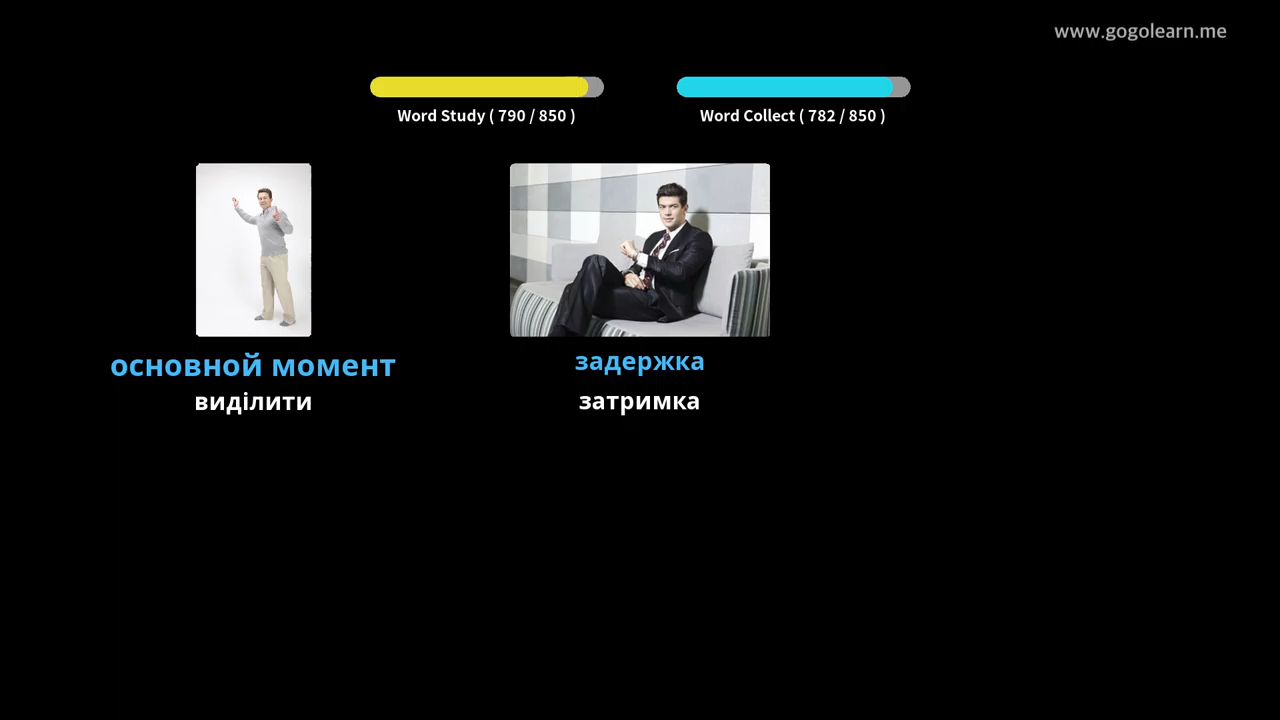 www.gogolearn.me
Word Study ( 790 / 850 )
Word Collect ( 782 / 850 )
основной момент
виділити
задержка
затримка